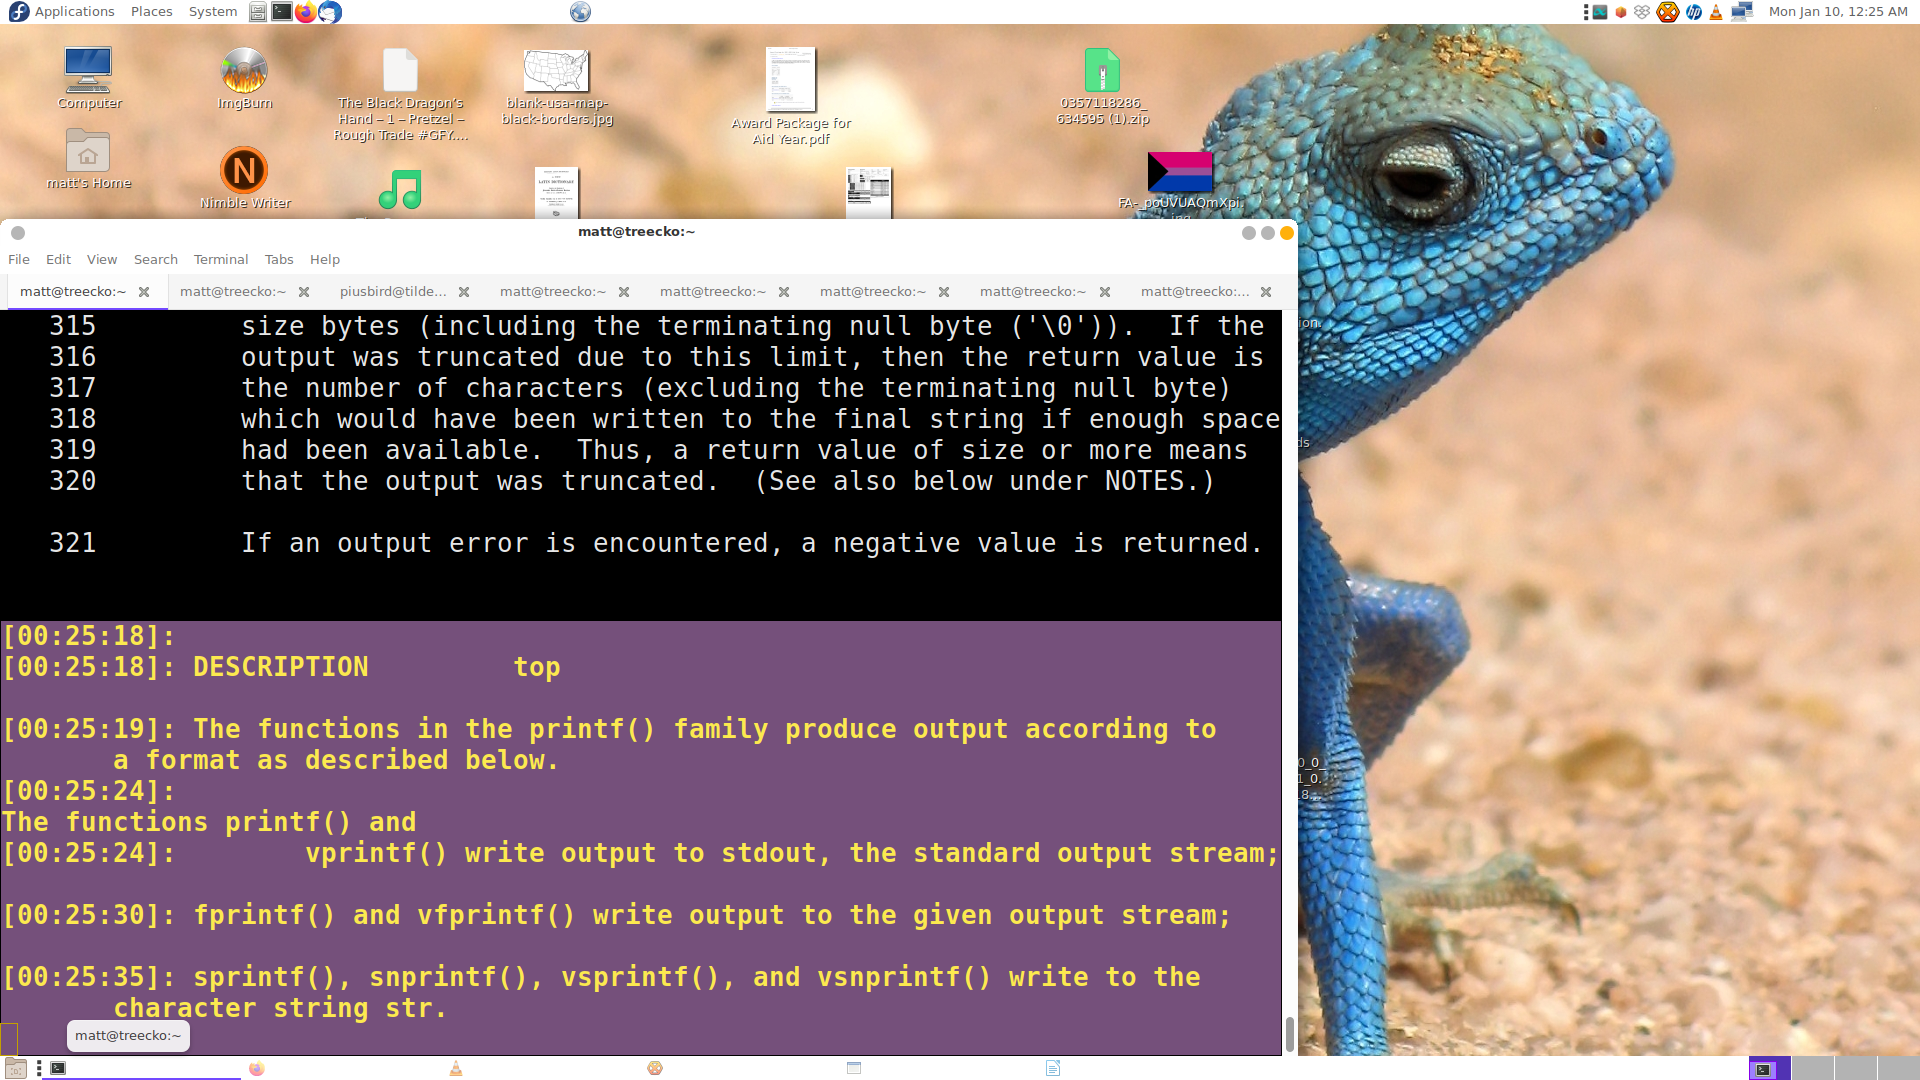 Applications Places System
Mon Jan 10, 12:25 AM
Computer
ImgBurn
The Black Dragon's
Hand – 1 – Pretzel –
Rough Trade #GFY....
blank-usa-map-
black-borders.jpg
Award Package for
Aid Year.pdf
0357118286_
634595 (1).zip
matt's Home
Nimble Writer
LATIN DICTIONARY
FA-_poUVUAQmXpi.
matt@treecko:~
File Edit View Search Terminal Tabs Help
matt@treecko:~ matt@treecko:~ piusbird@tilde... matt@treecko:~ matt@treecko:~ matt@treecko:~ matt@treecko:~ matt@treecko:...
315 size bytes (including the terminating null byte ('\0')).  If the
316 output was truncated due to this limit, then the return value is
317 the number of characters (excluding the terminating null byte)
318 which would have been written to the final string if enough space
319 had been available.  Thus, a return value of size or more means
320 that the output was truncated.  (See also below under NOTES.)
321 If an output error is encountered, a negative value is returned.
[00:25:18]:
[00:25:18]: DESCRIPTION         top
[00:25:19]: The functions in the printf() family produce output according to
a format as described below.
[00:25:24]:
The functions printf() and
[00:25:24]:        vprintf() write output to stdout, the standard output stream;
[00:25:30]: fprintf() and vfprintf() write output to the given output stream;
[00:25:35]: sprintf(), snprintf(), vsprintf(), and vsnprintf() write to the
character string str.
matt@treecko:~
ion.
ds
0_0_
1_0.
.8...